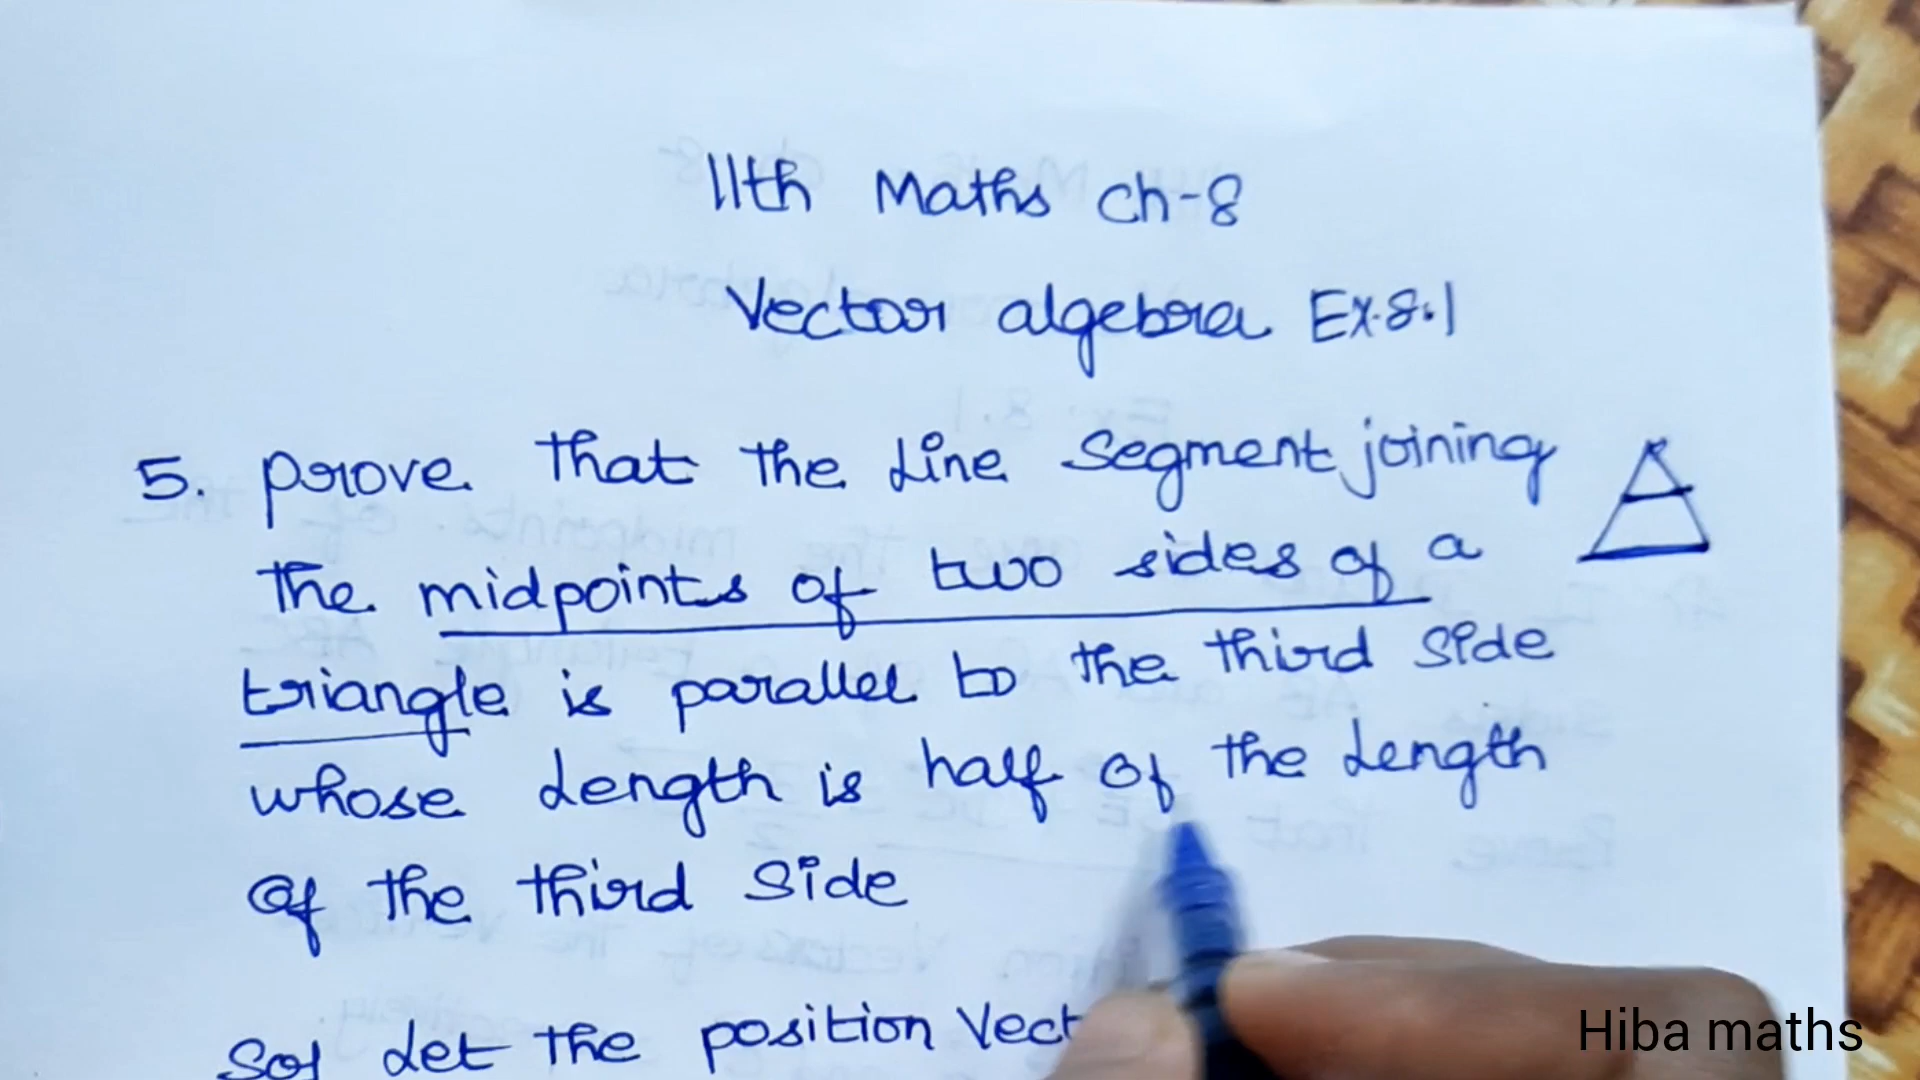 11th Maths ch-8
Vector algebra Ex.8.1
5. prove that the Line Segment joining
the midpoints of two sides of a
triangle is parallel to the third side
whose Length is half of the Length
of the third side
Sol Let the position Vect
Hiba maths